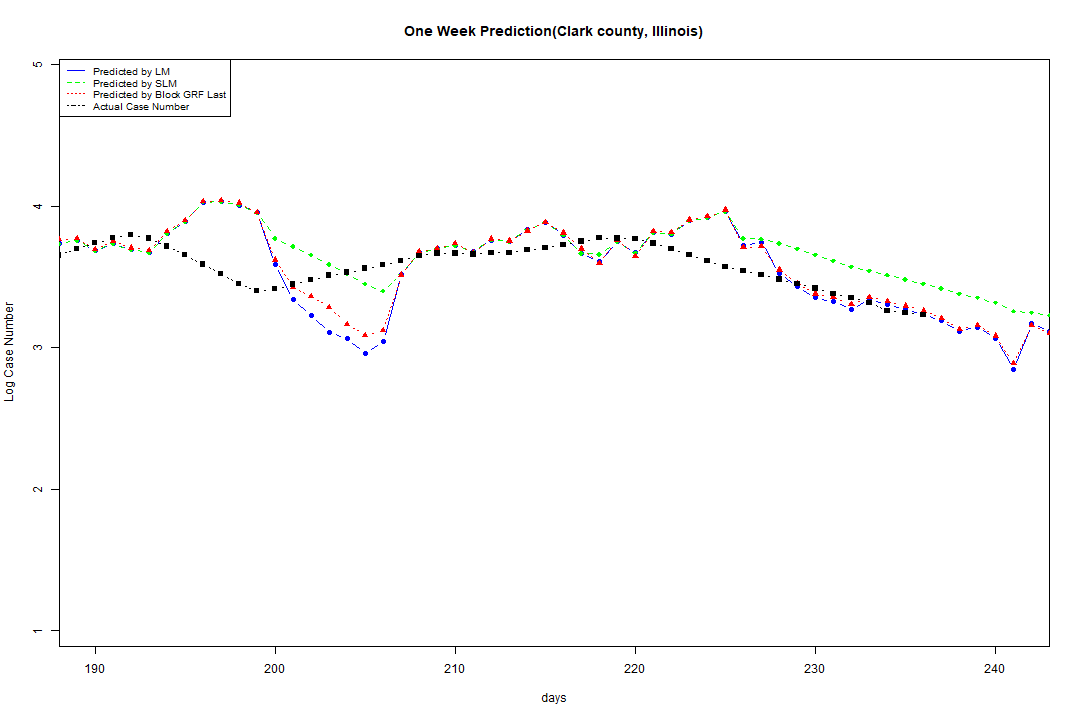 One Week Prediction(Clark county, Illinois)
Predicted by LM
Predicted by SLM
Predicted by Block GRF Last
Actual Case Number
5
4
3
2
1
Log Case Number
190 200 210 220 230 240
days